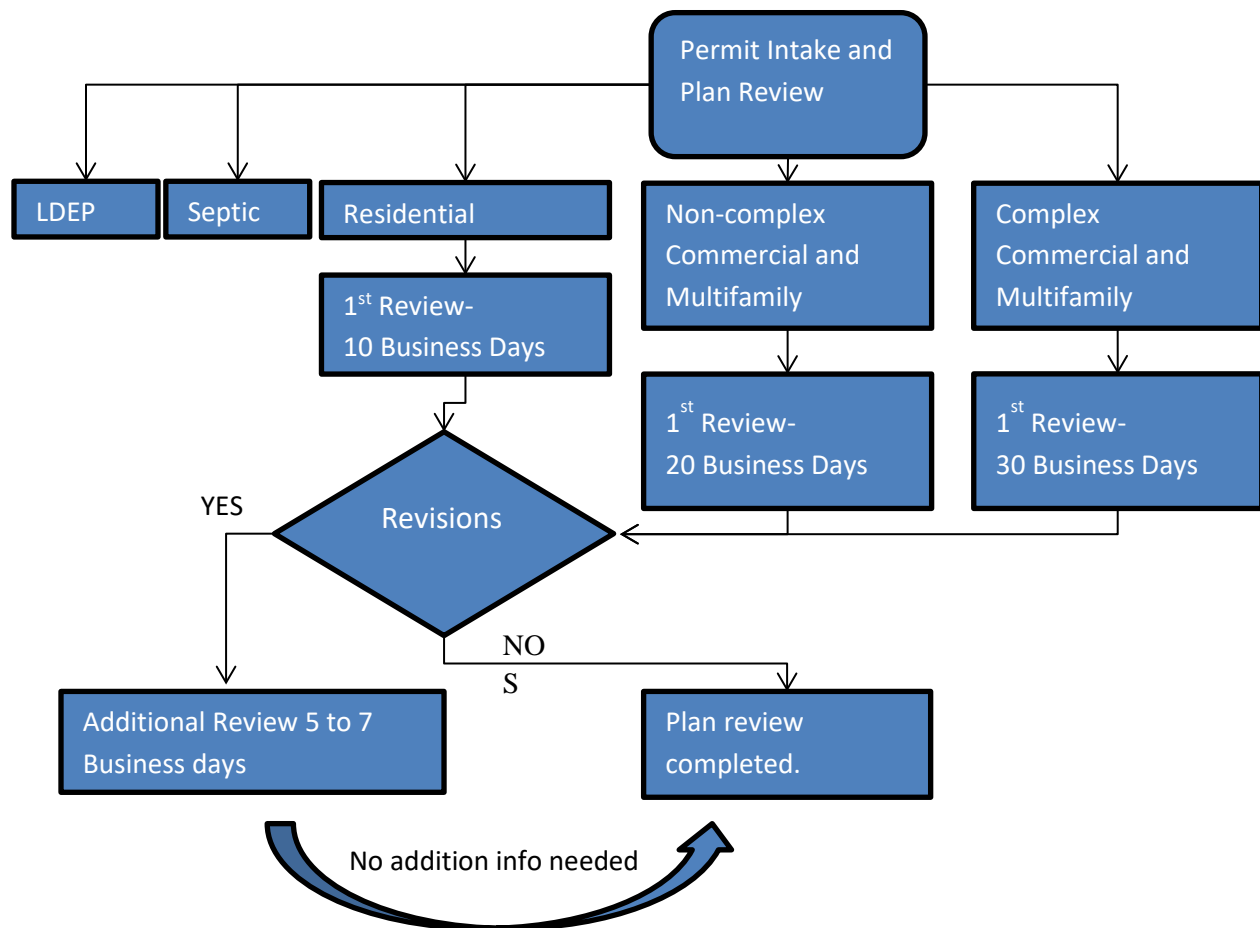 Permit Intake and
Plan Review
LDEP
Septic
Residential
Non-complex
Commercial and
Multifamily
Complex
Commercial and
Multifamily
1st Review-
10 Business Days
1st Review-
20 Business Days
1st Review-
30 Business Days
YES
Revisions
NO
S
Additional Review 5 to 7
Business days
Plan review
completed.
No addition info needed